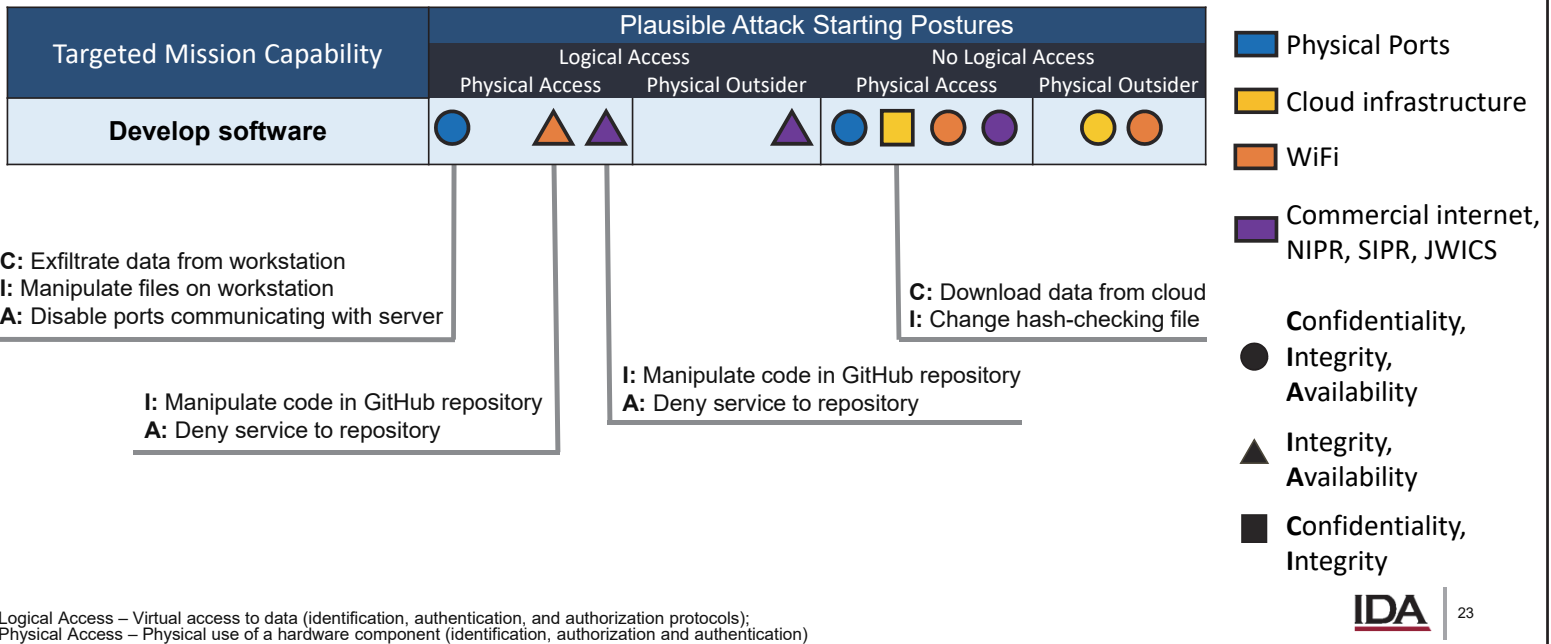 Targeted Mission Capability
Plausible Attack Starting Postures
Logical Access
No Logical Access
Physical Access
Physical Outsider
Physical Access
Physical Outsider
Develop software
C: Exfiltrate data from workstation
I: Manipulate files on workstation
A: Disable ports communicating with server
I: Manipulate code in GitHub repository
A: Deny service to repository
I: Manipulate code in GitHub repository
A: Deny service to repository
C: Download data from cloud
I: Change hash-checking file
Physical Ports
Cloud infrastructure
WiFi
Commercial internet,
NIPR, SIPR, JWICS
Confidentiality,
Integrity,
Availability
Integrity,
Availability
Confidentiality,
Integrity
Logical Access – Virtual access to data (identification, authentication, and authorization protocols);
Physical Access – Physical use of a hardware component (identification, authorization and authentication)
IDA
23